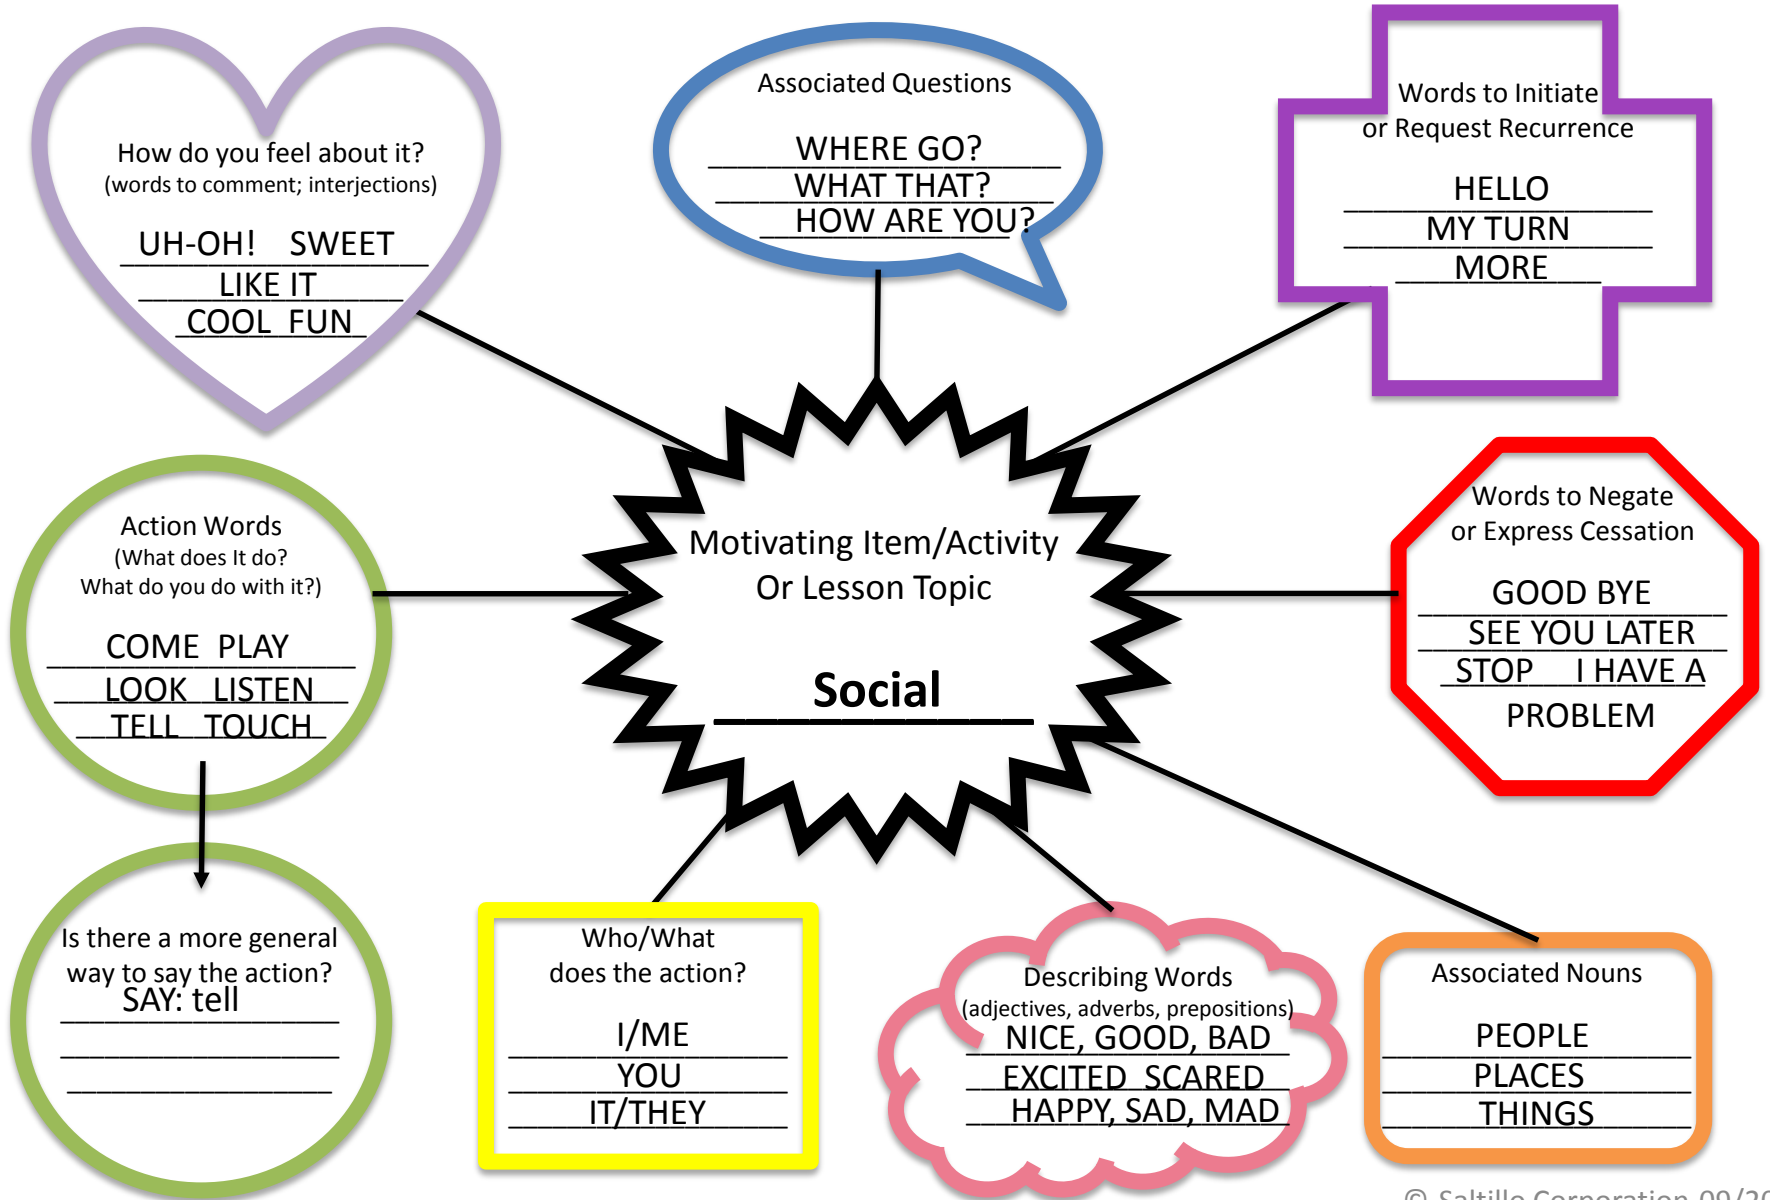 How do you feel about it?
(words to comment; interjections)
UH-OH! SWEET
LIKE IT
COOL FUN
Associated Questions
WHERE GO?
WHAT THAT?
HOW ARE YOU?
Words to Initiate
or Request Recurrence
HELLO
MY TURN
MORE
Action Words
(What does It do?
What do you do with it?)
COME PLAY
LOOK LISTEN
TELL TOUCH
Motivating Item/Activity
Or Lesson Topic
Social
Words to Negate
or Express Cessation
GOOD BYE
SEE YOU LATER
STOP I HAVE A
PROBLEM
Is there a more general
way to say the action?
SAY: tell
Who/What
does the action?
I/ME
YOU
IT/THEY
Describing Words
(adjectives, adverbs, prepositions)
NICE, GOOD, BAD
EXCITED SCARED
HAPPY, SAD, MAD
Associated Nouns
PEOPLE
PLACES
THINGS
© Saltillo Corporation 09/20